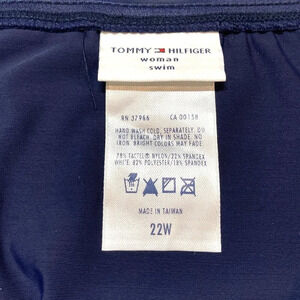 TOMMY HILFIGER
woman
swim
RN 37966 CA 00158
HAND WASH COLD, SEPARATELY. DO
NOT BLEACH. DRY IN SHADE. NO
IRON. BRIGHT COLORS MAY FADE.
78% TACTEL® NYLON/22% SPANDEX
WHITE: 82% POLYESTER/18% SPANDEX
MADE IN TAIWAN
22W